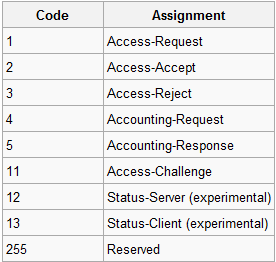 Code Assignment
1 Access-Request
2 Access-Accept
3 Access-Reject
4 Accounting-Request
5 Accounting-Response
11 Access-Challenge
12 Status-Server (experimental)
13 Status-Client (experimental)
255 Reserved